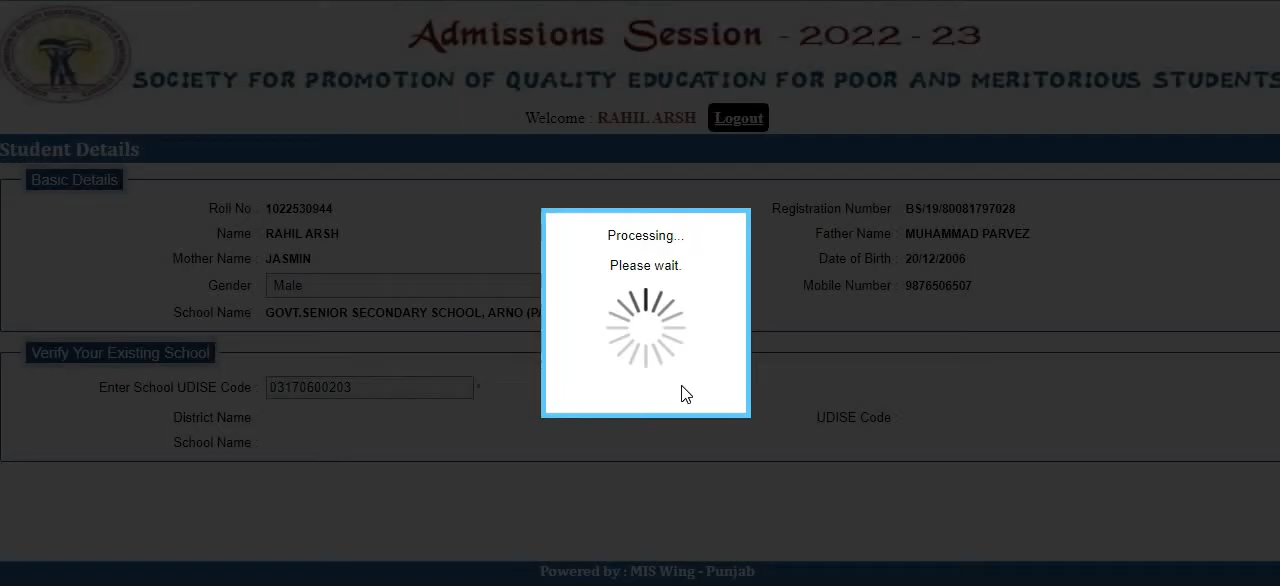 Admissions Session - 2022 - 23
SOCIETY FOR PROMOTION OF QUALITY EDUCATION FOR POOR AND MERITORIOUS STUDENTS
Welcome : RAHIL ARSH Logout
Student Details
Basic Details
Roll No : 1022530944 Registration Number : BS/19/80081797028
Name : RAHIL ARSH Father Name : MUHAMMAD PARVEZ
Mother Name : JASMIN Date of Birth : 20/12/2006
Gender Male Mobile Number : 9876506507
School Name : GOVT.SENIOR SECONDARY SCHOOL, ARNO
Processing...
Please wait.
Verify Your Existing School
Enter School UDISE Code : 03170600203 *
District Name UDISE Code :
School Name :
Powered by : MIS Wing - Punjab